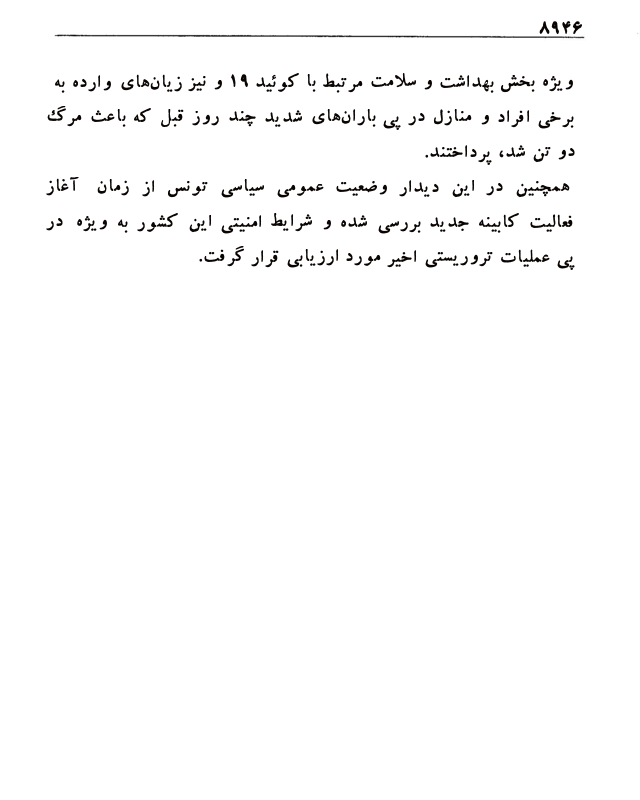 ۸۹۴۶
ویژه بخش بهداشت و سلامت مرتبط با کوئید ۱۹ و نیز زیان‌های وارده به
برخی افراد و منازل در پی باران‌های شدید چند روز قبل که باعث مرگ
دو تن شد، پرداختند.
همچنین در این دیدار وضعیت عمومی سیاسی تونس از زمان آغاز
فعالیت کابینه جدید بررسی شده و شرایط امنیتی این کشور به ویژه در
پی عملیات تروریستی اخیر مورد ارزیابی قرار گرفت.